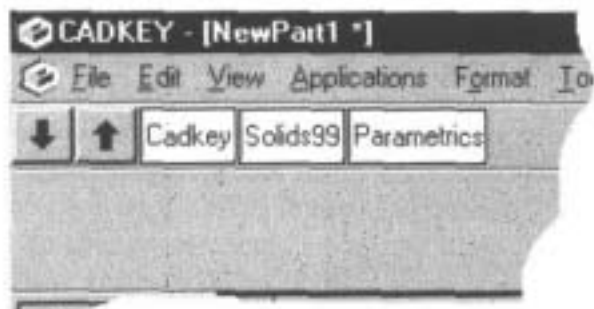 CADKEY - [NewPart1 *]
File Edit View Applications Format
Cadkey Solids99 Parametrics